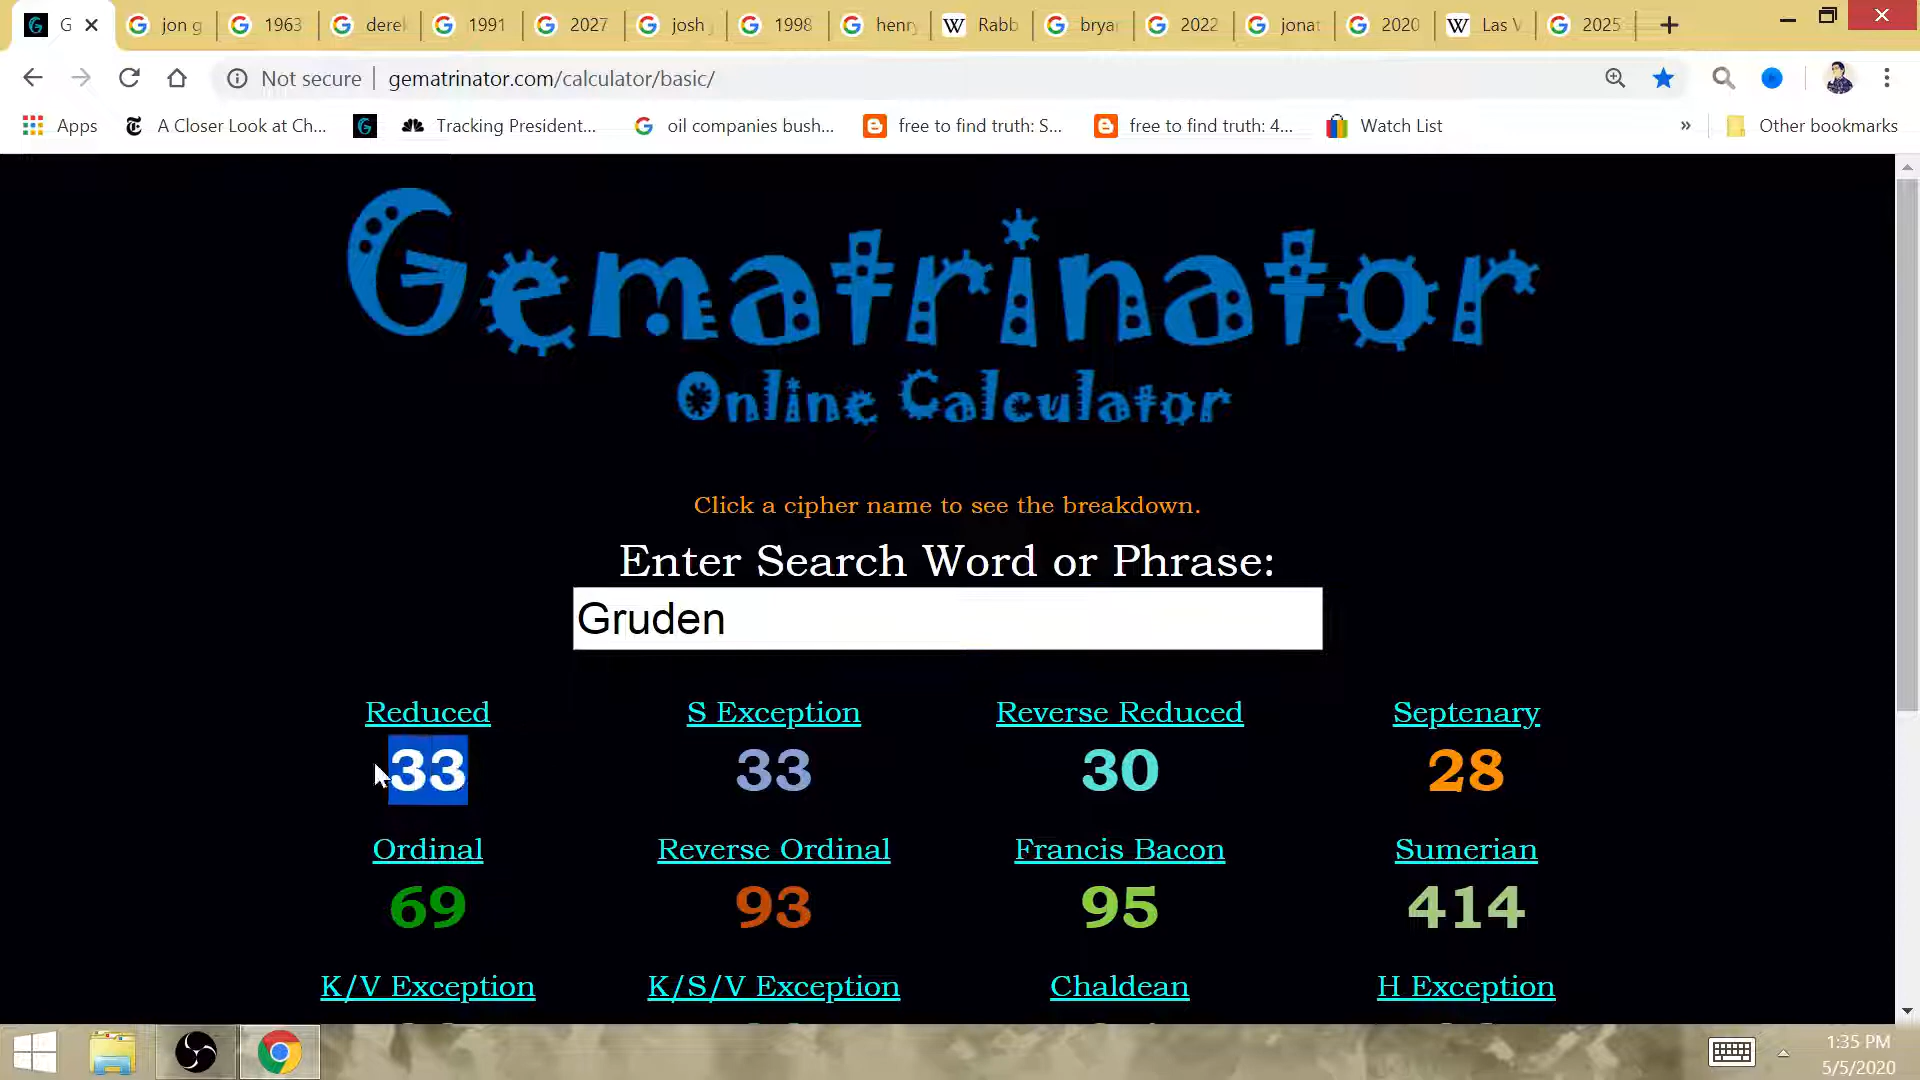 G
jon g
1963
derek
1991
2027
josh
1998
henry
Rabb
bryan
2022
jonat
2020
Las V
2025
Not secure
gematrinator.com/calculator/basic/
Apps
A Closer Look at Ch...
Tracking President...
oil companies bush...
free to find truth: S...
free to find truth: 4...
Watch List
»
Other bookmarks
Gematrinator
Online Calculator
Click a cipher name to see the breakdown.
Enter Search Word or Phrase:
Gruden
Reduced S Exception Reverse Reduced Septenary
33 33 30 28
Ordinal Reverse Ordinal Francis Bacon Sumerian
69 93 95 414
K/V Exception K/S/V Exception Chaldean H Exception
1:35 PM
5/5/2020